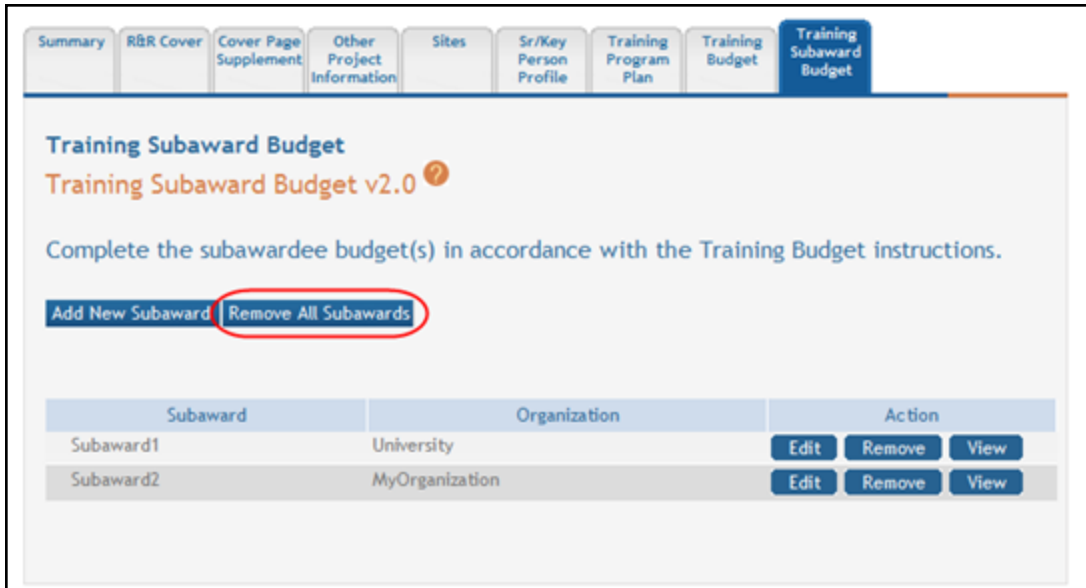 Summary
R&R Cover
Cover Page
Supplement
Other
Project
Information
Sites
Sr/Key
Person
Profile
Training
Program
Plan
Training
Budget
Training
Subaward
Budget
Training Subaward Budget
Training Subaward Budget v2.0 ?
Complete the subawardee budget(s) in accordance with the Training Budget instructions.
Add New Subaward Remove All Subawards
Subaward Organization Action
Subaward1 University Edit Remove View
Subaward2 MyOrganization Edit Remove View